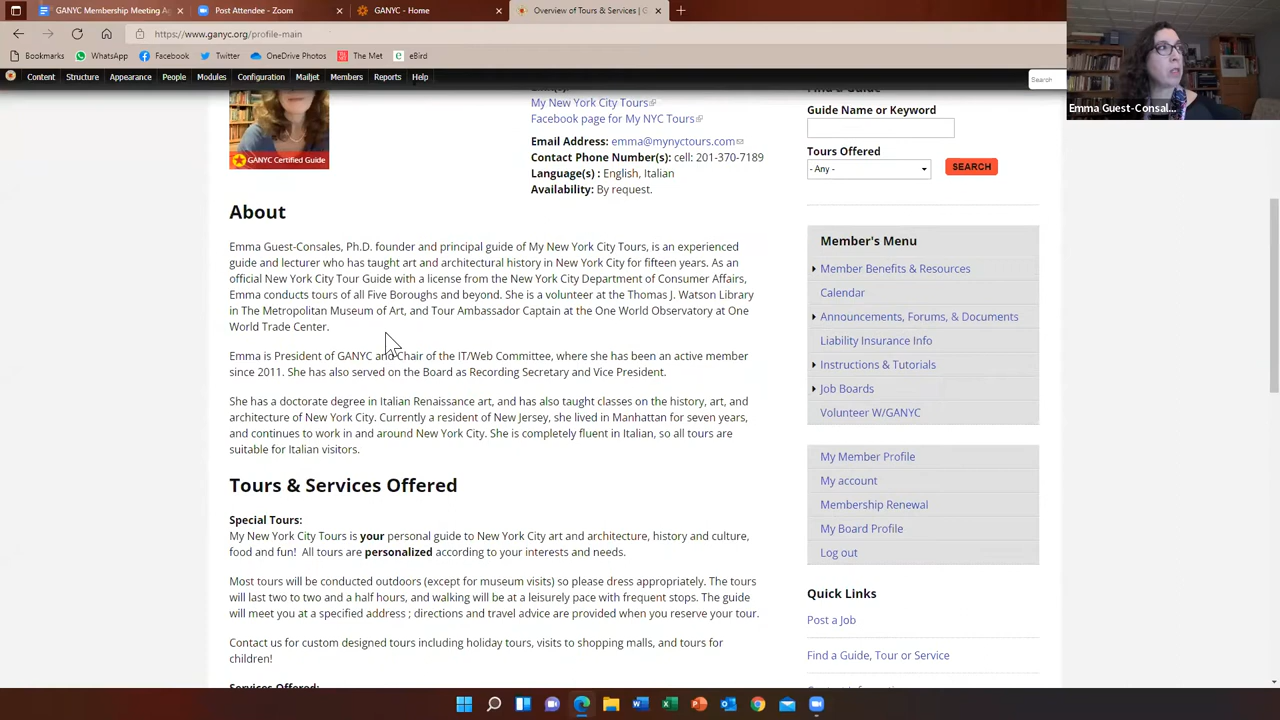 GANYC Membership Meeting Ag
Post Attendee - Zoom
GANYC - Home
Overview of Tours & Services | GA
https://www.ganyc.org/profile-main
Bookmarks WhatsApp Facebook Twitter OneDrive Photos The Met eBird
Content Structure Appearance People Modules Configuration Mailjet Members Reports Help
Search
Emma Guest-Consal...
My New York City Tours
Facebook page for My NYC Tours
Email Address: emma@mynyctours.com
Contact Phone Number(s): cell: 201-370-7189
Language(s) : English, Italian
Availability: By request.
GANYC Certified Guide
About
Emma Guest-Consales, Ph.D. founder and principal guide of My New York City Tours, is an experienced
guide and lecturer who has taught art and architectural history in New York City for fifteen years. As an
official New York City Tour Guide with a license from the New York City Department of Consumer Affairs,
Emma conducts tours of all Five Boroughs and beyond. She is a volunteer at the Thomas J. Watson Library
in The Metropolitan Museum of Art, and Tour Ambassador Captain at the One World Observatory at One
World Trade Center.
Emma is President of GANYC and Chair of the IT/Web Committee, where she has been an active member
since 2011. She has also served on the Board as Recording Secretary and Vice President.
She has a doctorate degree in Italian Renaissance art, and has also taught classes on the history, art, and
architecture of New York City. Currently a resident of New Jersey, she lived in Manhattan for seven years,
and continues to work in and around New York City. She is completely fluent in Italian, so all tours are
suitable for Italian visitors.
Tours & Services Offered
Special Tours:
My New York City Tours is your personal guide to New York City art and architecture, history and culture,
food and fun! All tours are personalized according to your interests and needs.
Most tours will be conducted outdoors (except for museum visits) so please dress appropriately. The tours
will last two to two and a half hours, and walking will be at a leisurely pace with frequent stops. The guide
will meet you at a specified address ; directions and travel advice are provided when you reserve your tour.
Contact us for custom designed tours including holiday tours, visits to shopping malls, and tours for
children!
Services Offered:
Guide Name or Keyword
Tours Offered
- Any -
SEARCH
Member's Menu
Member Benefits & Resources
Calendar
Announcements, Forums, & Documents
Liability Insurance Info
Instructions & Tutorials
Job Boards
Volunteer W/GANYC
My Member Profile
My account
Membership Renewal
My Board Profile
Log out
Quick Links
Post a Job
Find a Guide, Tour or Service